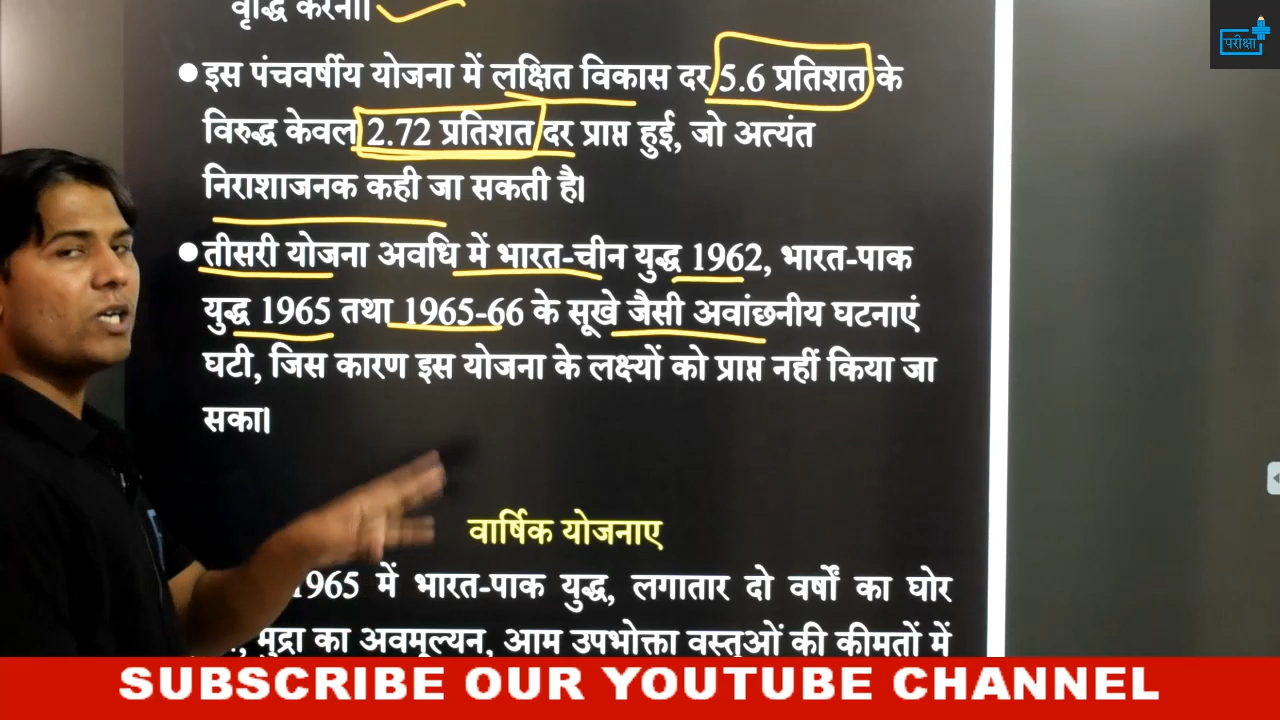 वृद्धि करना।
परीक्षा
इस पंचवर्षीय योजना में लक्षित विकास दर 5.6 प्रतिशत के
विरुद्ध केवल 2.72 प्रतिशत दर प्राप्त हुई, जो अत्यंत
निराशाजनक कही जा सकती है।
तीसरी योजना अवधि में भारत-चीन युद्ध 1962, भारत-पाक
युद्ध 1965 तथा 1965-66 के सूखे जैसी अवांछनीय घटनाएं
घटी, जिस कारण इस योजना के लक्ष्यों को प्राप्त नहीं किया जा
सका।
वार्षिक योजनाए
1965 में भारत-पाक युद्ध, लगातार दो वर्षों का घोर
मुद्रा का अवमूल्यन, आम उपभोक्ता वस्तुओं की कीमतों में
SUBSCRIBE OUR YOUTUBE CHANNEL